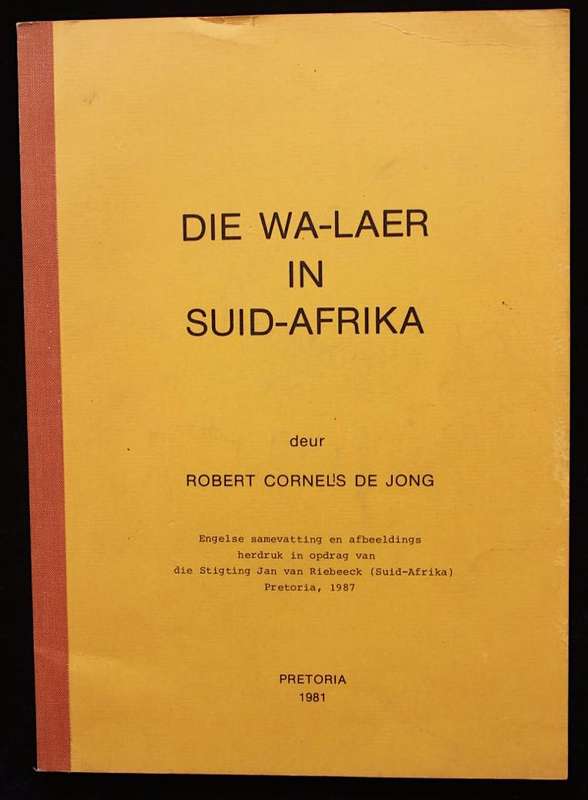 DIE WA-LAER
IN
SUID-AFRIKA
deur
ROBERT CORNELIS DE JONG
Engelse samevatting en afbeeldings
herdruk in opdrag van
die Stigting Jan van Riebeeck (Suid-Afrika)
Pretoria, 1987
PRETORIA
1981